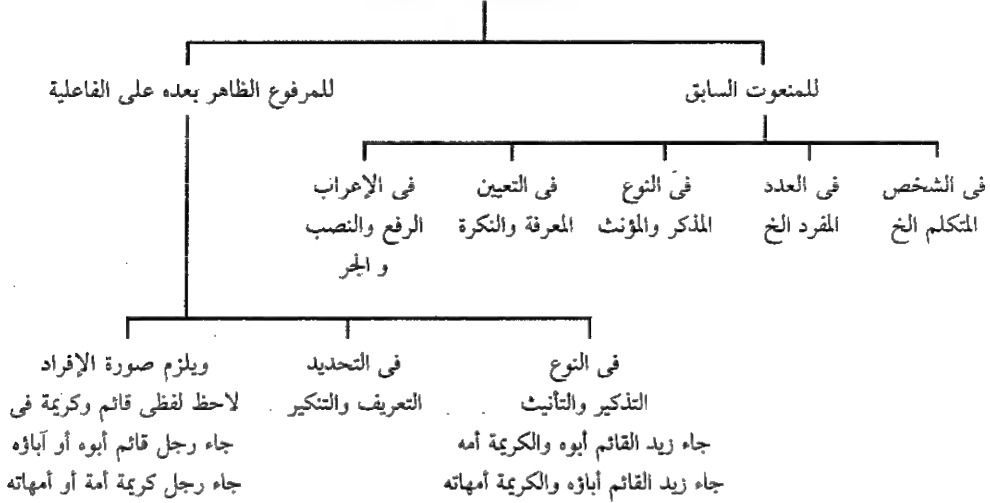 للمنعوت السابق
للمرفوع الظاهر بعده على الفاعلية
فى الشخص
المتكلم الخ
فى العدد
المفرد الخ
فى النوع
المذكر والمؤنث
فى التعيين
المعرفة والنكرة
فى الإعراب
الرفع والنصب
و الجر
فى النوع
التذكير والتأنيث
جاء زيد القائم أبوه والكريمة أمه
جاء زيد القائم أباؤه والكريمة أمهاته
فى التحديد
التعريف والتنكير
ويلزم صورة الإفراد
لاحظ لفظى قائم وكريمة فى
جاء رجل قائم أبوه أو آباؤه
جاء رجل كريمة أمة أو أمهاته